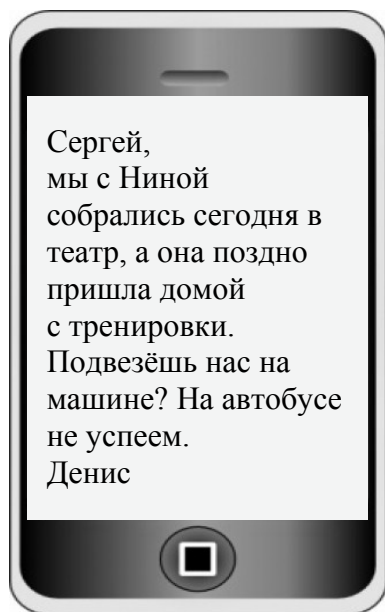 Сергей,
мы с Ниной
собрались сегодня в
театр, а она поздно
пришла домой
с тренировки.
Подвезёшь нас на
машине? На автобусе
не успеем.
Денис